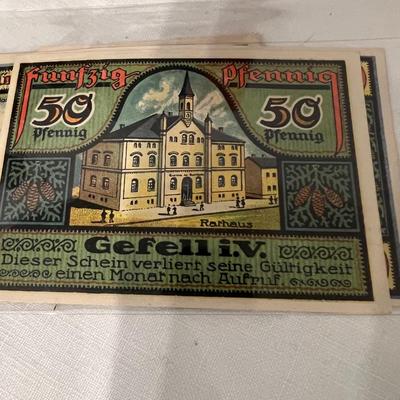 Fünfzig Pfennig
50 50
Pfennig Pfennig
Rathaus
Gefell i.V.
Dieser Schein verliert seine Gültigkeit
einen Monat nach Aufruf.